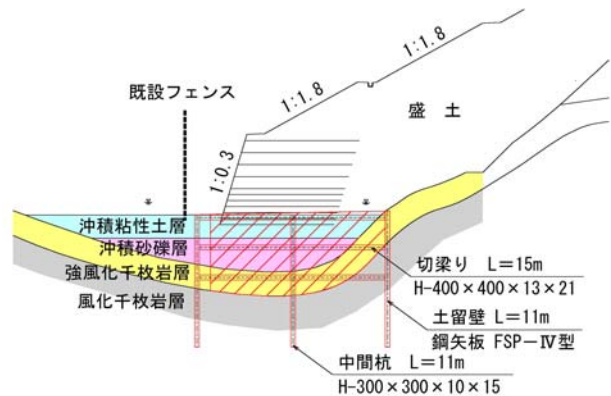 1:1.8
1:1.8
既設フェンス
盛 土
1:0.3
沖積粘性土層
沖積砂礫層
強風化千枚岩層
風化千枚岩層
切梁り L=15m
H-400×400×13×21
土留壁 L=11m
鋼矢板 FSP-Ⅳ型
中間杭 L=11m
H-300×300×10×15